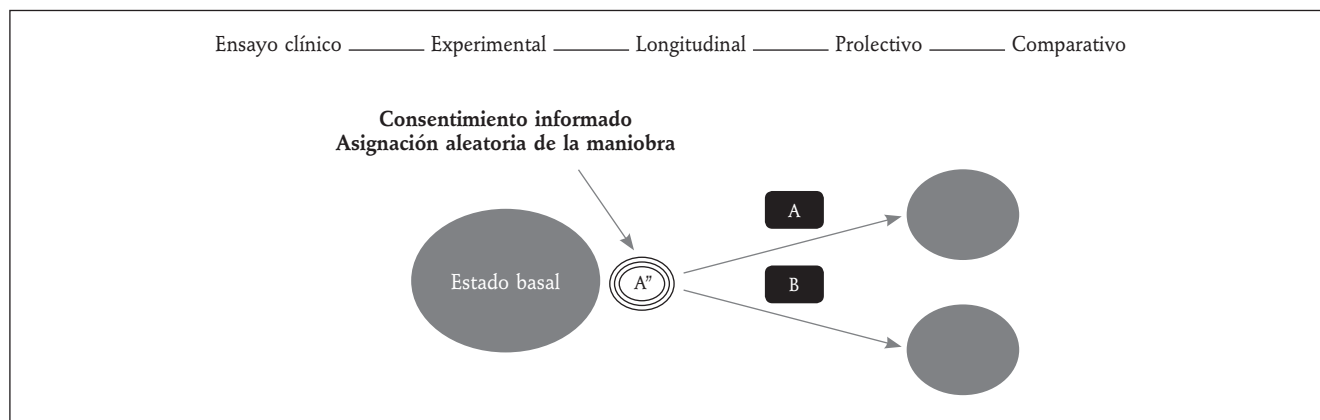 Ensayo clínico Experimental Longitudinal Prolectivo Comparativo
Consentimiento informado
Asignación aleatoria de la maniobra
A
Estado basal
A”
B